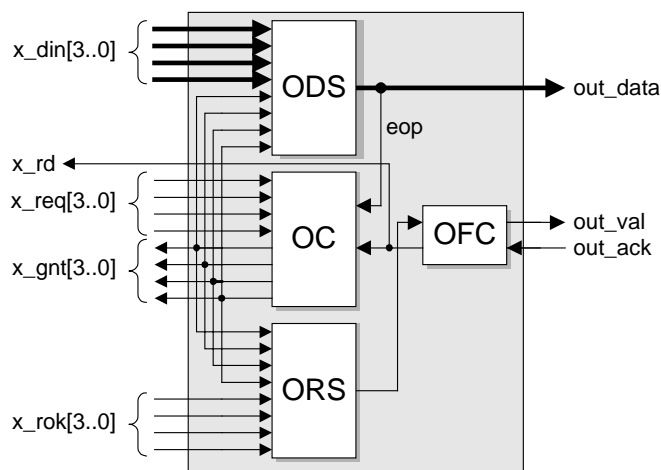 x_din[3..0]
ODS
out_data
eop
x_rd
x_req[3..0]
OC
OFC
out_val
out_ack
x_gnt[3..0]
ORS
x_rok[3..0]